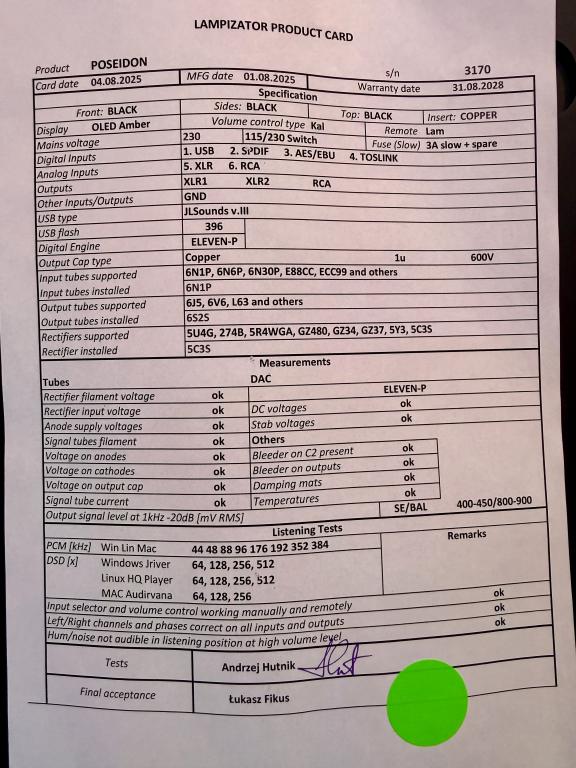 LAMPIZATOR PRODUCT CARD
Product POSEIDON s/n 3170
Card date 04.08.2025 MFG date 01.08.2025 Warranty date 31.08.2028
Specification
Front: BLACK Sides: BLACK Top: BLACK Insert: COPPER
Display OLED Amber Volume control type Kal Remote Lam
Mains voltage 230 115/230 Switch Fuse (Slow) 3A slow + spare
Digital Inputs 1. USB 2. SPDIF 3. AES/EBU 4. TOSLINK
Analog Inputs 5. XLR 6. RCA
Outputs XLR1 XLR2 RCA
Other Inputs/Outputs GND
USB type JLSounds v.III
USB flash 396
Digital Engine ELEVEN-P
Output Cap type Copper 1u 600V
Input tubes supported 6N1P, 6N6P, 6N30P, E88CC, ECC99 and others
Input tubes installed 6N1P
Output tubes supported 6J5, 6V6, L63 and others
Output tubes installed 6S2S
Rectifiers supported 5U4G, 274B, 5R4WGA, GZ480, GZ34, GZ37, 5Y3, 5C3S
Rectifier installed 5C3S
Measurements
Tubes DAC
Rectifier filament voltage ok ELEVEN-P
Rectifier input voltage ok DC voltages ok
Anode supply voltages ok Stab voltages ok
Signal tubes filament ok Others
Voltage on anodes ok Bleeder on C2 present ok
Voltage on cathodes ok Bleeder on outputs ok
Voltage on output cap ok Damping mats ok
Signal tube current ok Temperatures ok
Output signal level at 1kHz -20dB [mV RMS] SE/BAL 400-450/800-900
Listening Tests
PCM [kHz] Win Lin Mac 44 48 88 96 176 192 352 384 Remarks
DSD [x] Windows Jriver 64, 128, 256, 512
Linux HQ Player 64, 128, 256, 512
MAC Audirvana 64, 128, 256
Input selector and volume control working manually and remotely ok
Left/Right channels and phases correct on all inputs and outputs ok
Hum/noise not audible in listening position at high volume level ok
Tests Andrzej Hutnik
Final acceptance Łukasz Fikus